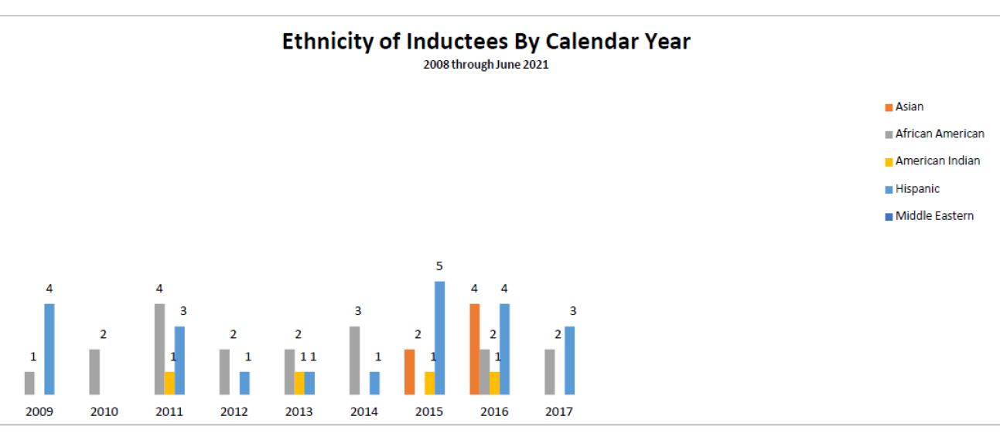 Ethnicity of Inductees By Calendar Year
2008 through June 2021
Asian
African American
American Indian
Hispanic
Middle Eastern
5
4 4 4 4
3 3 3
2 2 2 2 2 2
1 1 1 1 1 1 1 1
2009 2010 2011 2012 2013 2014 2015 2016 2017